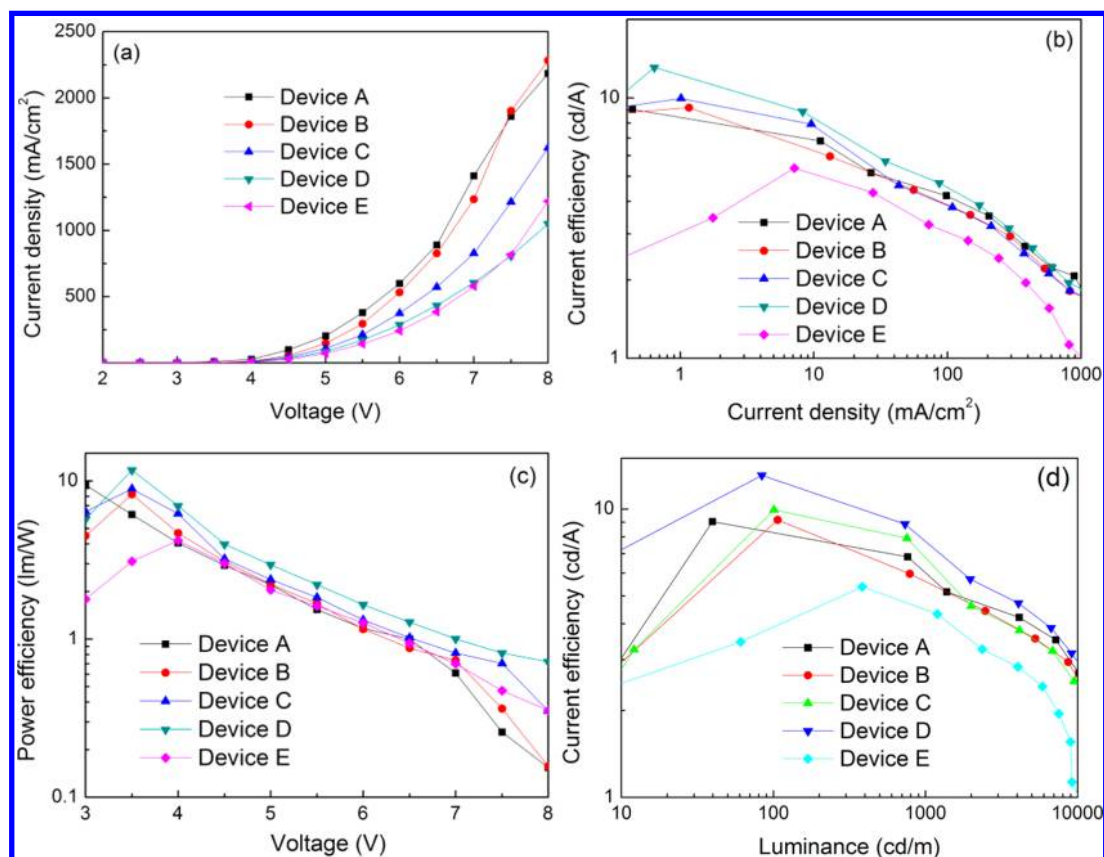 (a)
2500
2000
1500
1000
500
Current density (mA/cm²)
Device A
Device B
Device C
Device D
Device E
2 3 4 5 6 7 8
Voltage (V)
(b)
10
1
Current efficiency (cd/A)
Device A
Device B
Device C
Device D
Device E
1 10 100 1000
Current density (mA/cm²)
(c)
10
1
0.1
Power efficiency (lm/W)
Device A
Device B
Device C
Device D
Device E
3 4 5 6 7 8
Voltage (V)
(d)
10
1
Current efficiency (cd/A)
Device A
Device B
Device C
Device D
Device E
10 100 1000 10000
Luminance (cd/m)